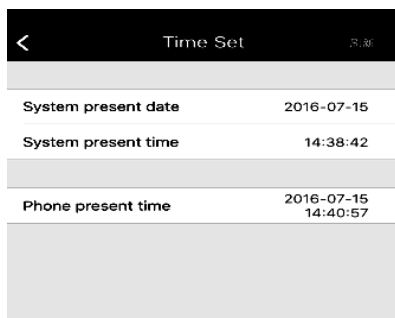 Time Set
System present date 2016-07-15
System present time 14:38:42
Phone present time 2016-07-15
14:40:57